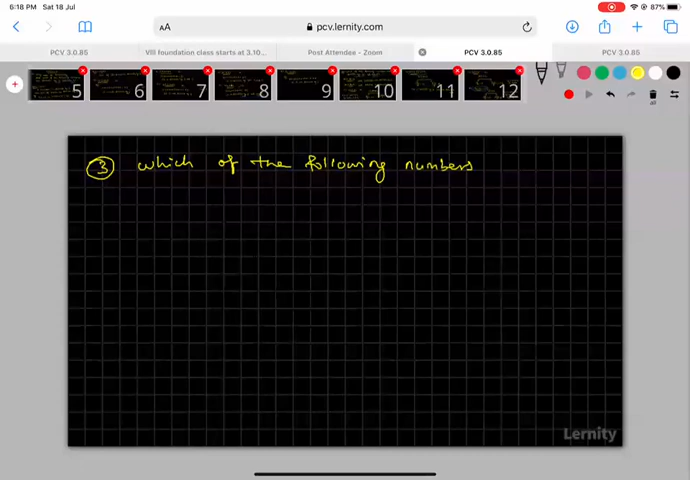 6:18 PM Sat 18 Jul
87%
AA
pcv.lernity.com
PCV 3.0.85
VIII foundation class starts at 3.10...
Post Attendee - Zoom
PCV 3.0.85
PCV 3.0.85
5
6
7
8
9
10
11
12
all
3 which of the following numbers
Lernity